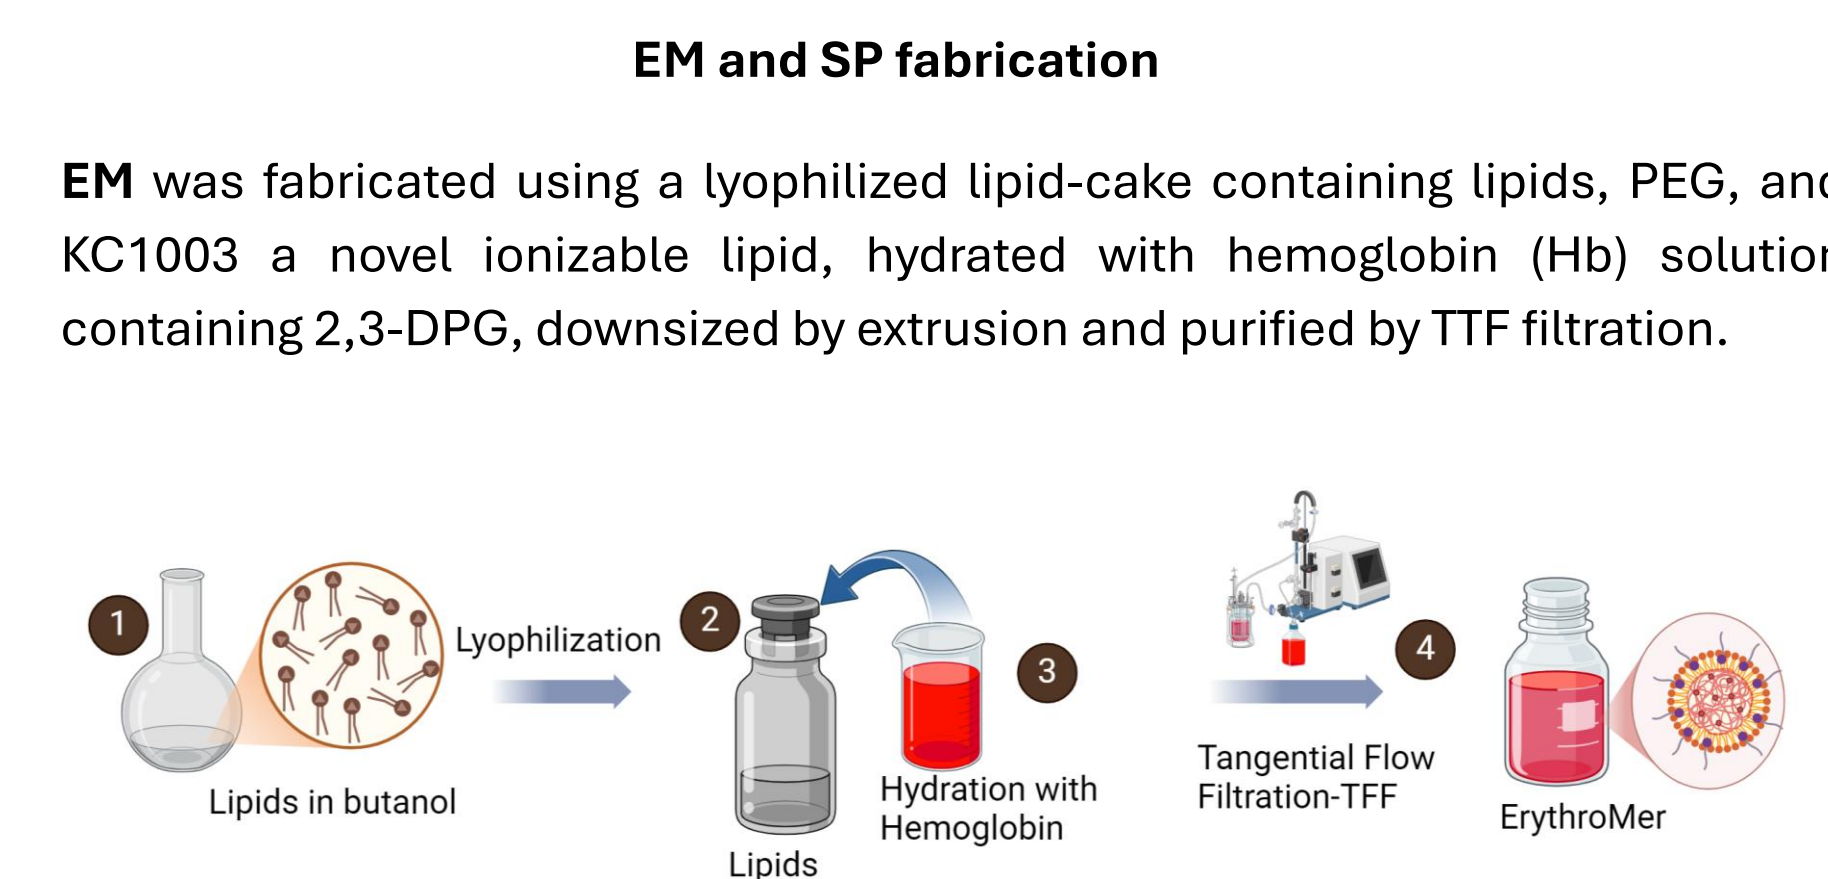 EM and SP fabrication
EM was fabricated using a lyophilized lipid-cake containing lipids, PEG, and
KC1003 a novel ionizable lipid, hydrated with hemoglobin (Hb) solution
containing 2,3-DPG, downsized by extrusion and purified by TTF filtration.
1
Lipids in butanol
Lyophilization
2
Lipids
3
Hydration with
Hemoglobin
Tangential Flow
Filtration-TFF
4
ErythroMer